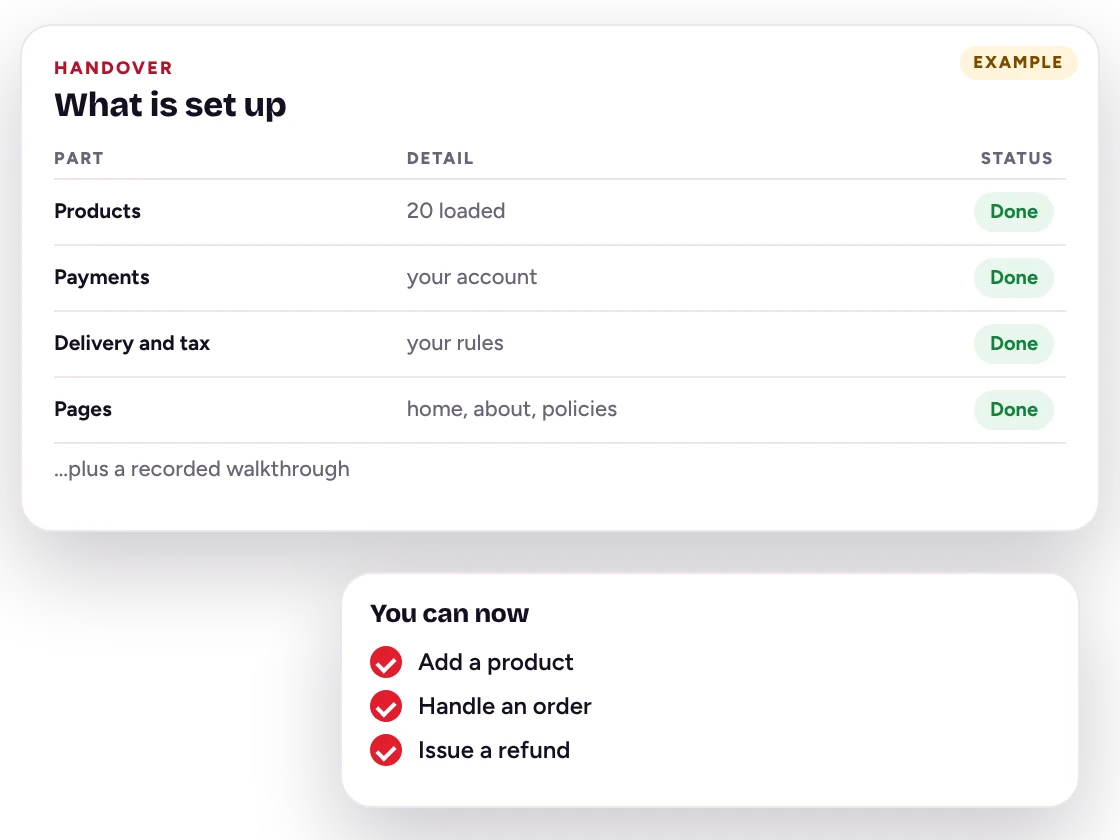 HANDOVER
EXAMPLE
What is set up
PART DETAIL STATUS
Products 20 loaded Done
Payments your account Done
Delivery and tax your rules Done
Pages home, about, policies Done
...plus a recorded walkthrough
You can now
Add a product
Handle an order
Issue a refund